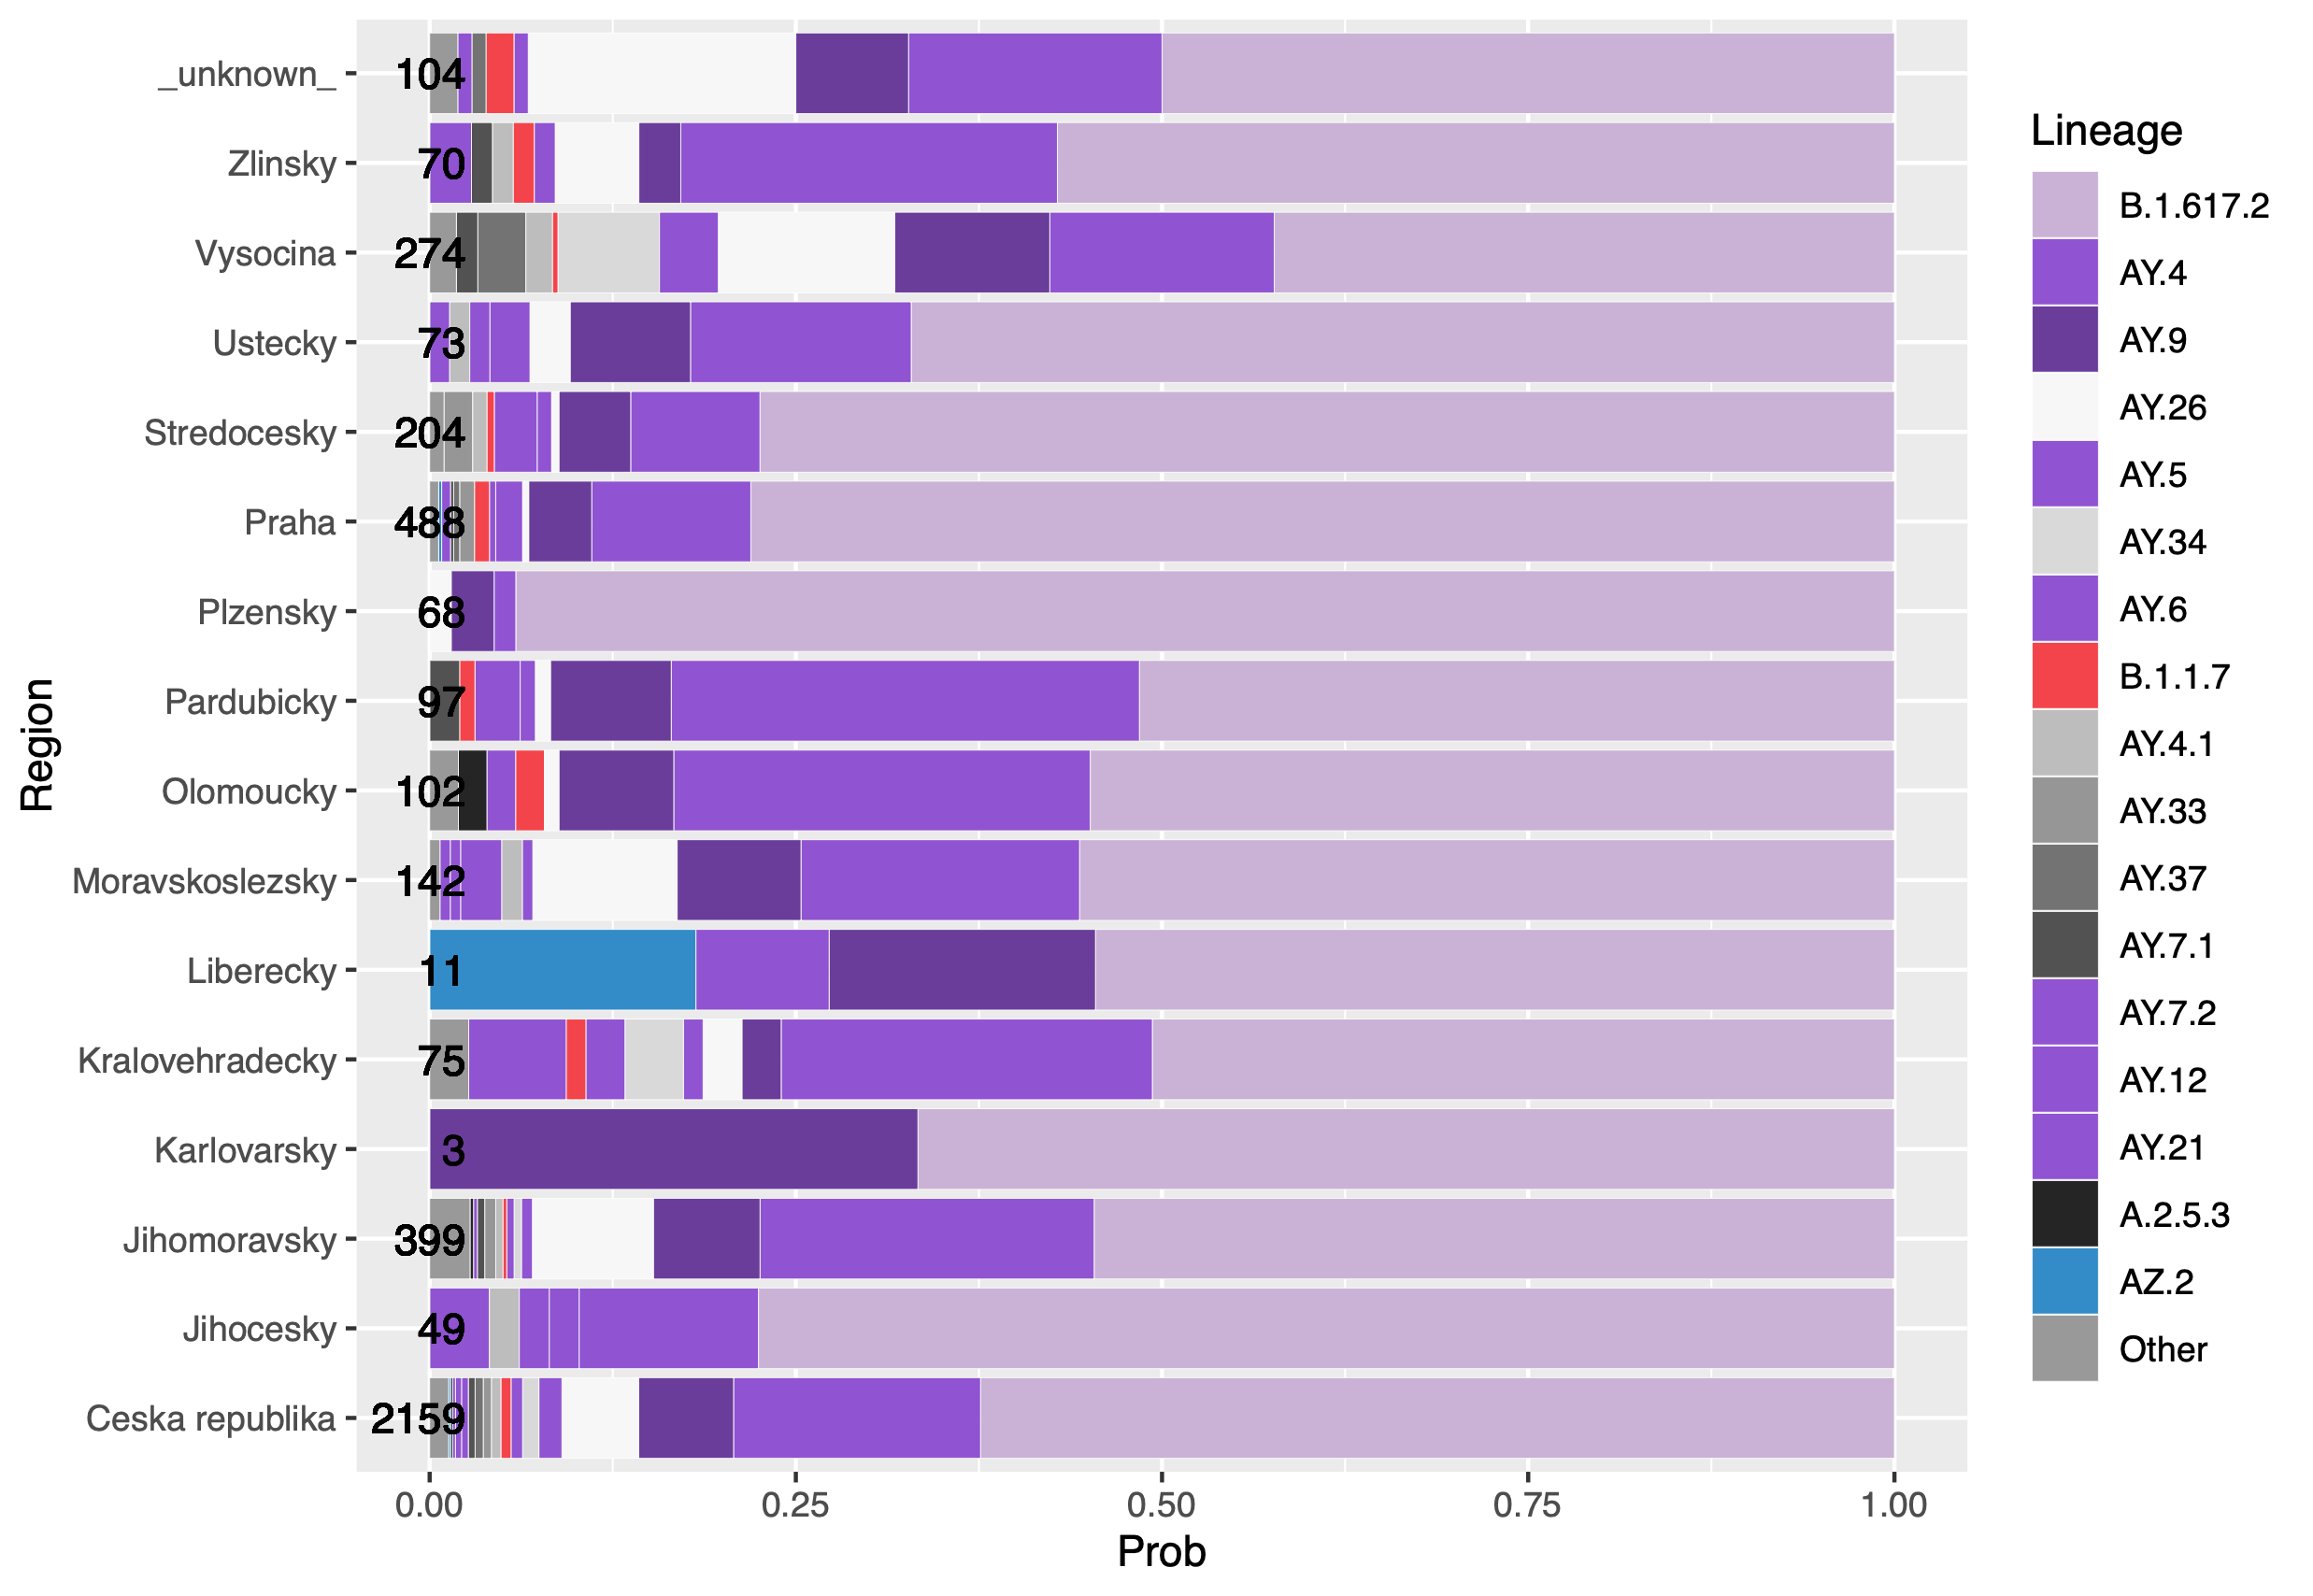 _unknown_ 104
Zlinsky 70
Vysocina 274
Ustecky 73
Stredocesky 204
Praha 488
Plzensky 68
Pardubicky 97
Olomoucky 102
Moravskoslezsky 142
Liberecky 11
Kralovehradecky 75
Karlovarsky 3
Jihomoravsky 399
Jihocesky 49
Ceska republika 2159
Region
0.00 0.25 0.50 0.75 1.00
Prob
Lineage
B.1.617.2
AY.4
AY.9
AY.26
AY.5
AY.34
AY.6
B.1.1.7
AY.4.1
AY.33
AY.37
AY.7.1
AY.7.2
AY.12
AY.21
A.2.5.3
AZ.2
Other